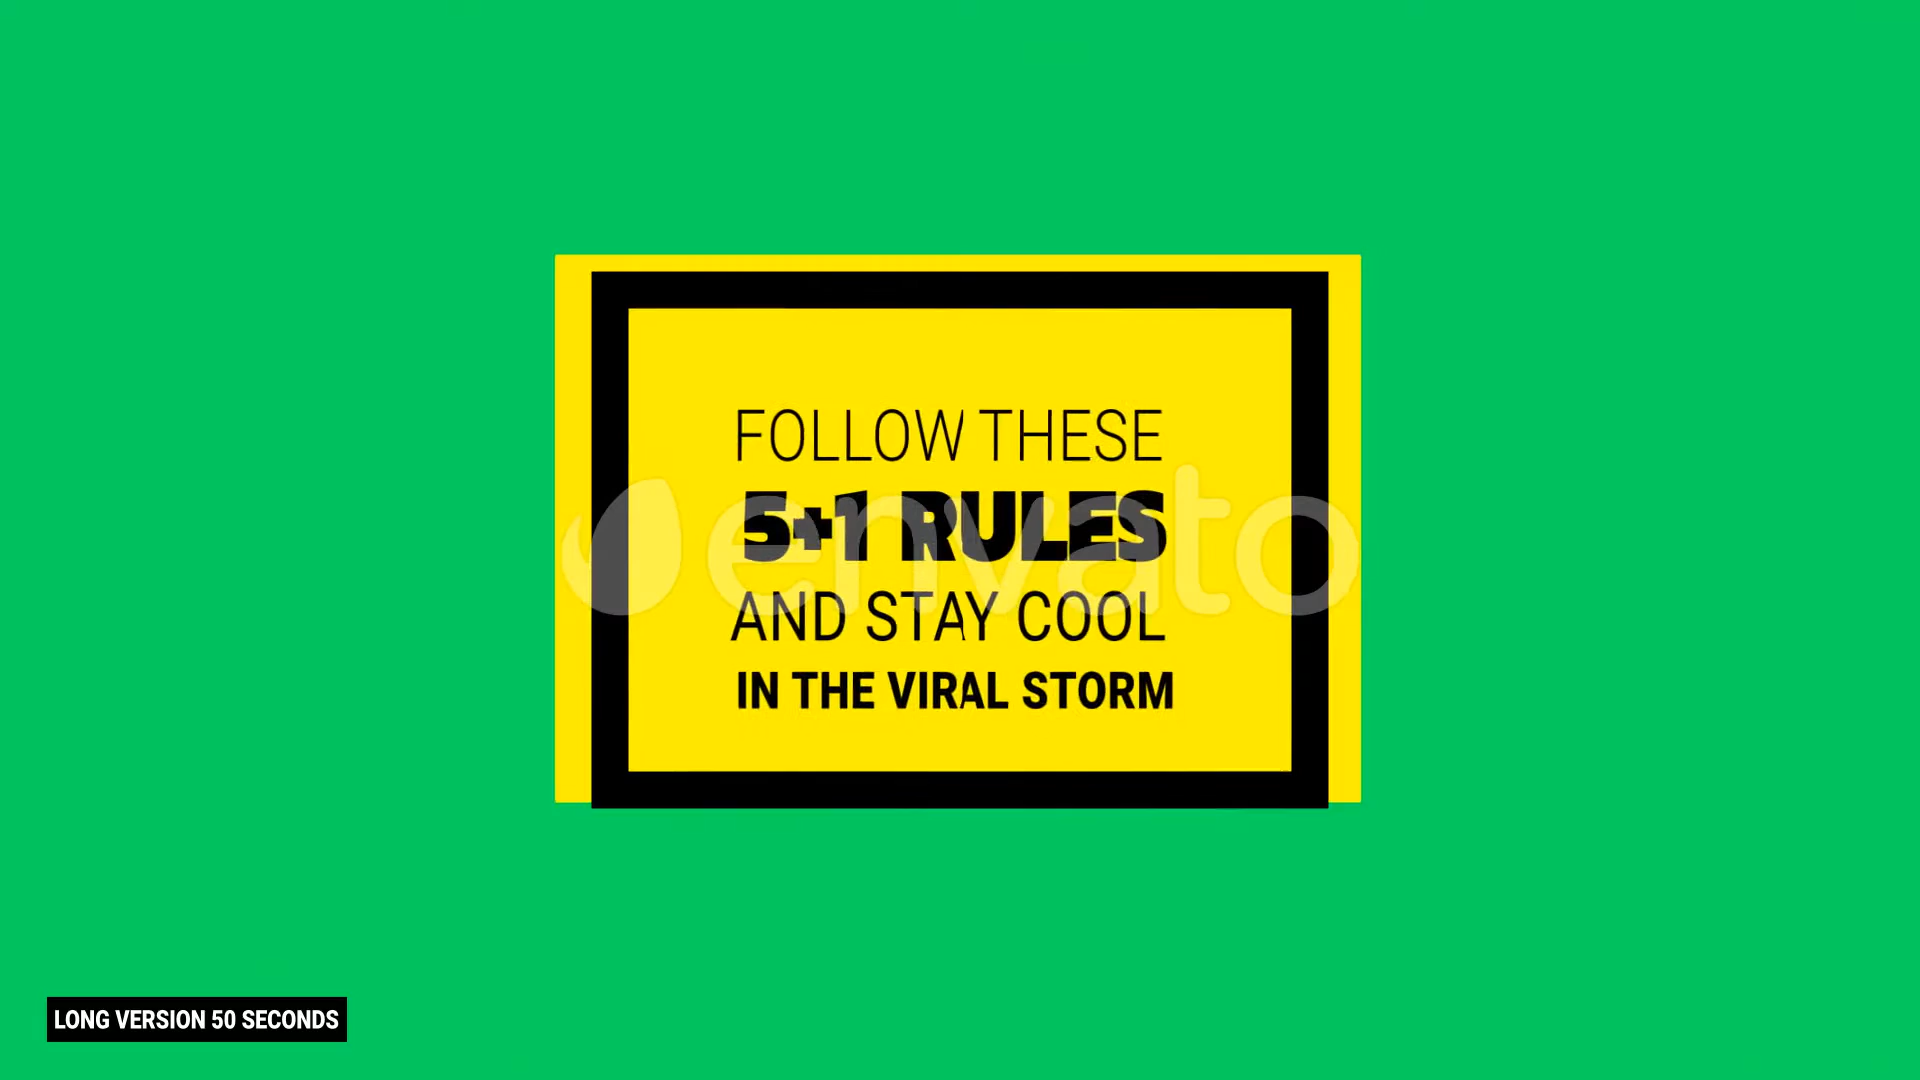 FOLLOW THESE
5+1 RULES
envato
AND STAY COOL
IN THE VIRAL STORM
LONG VERSION 50 SECONDS